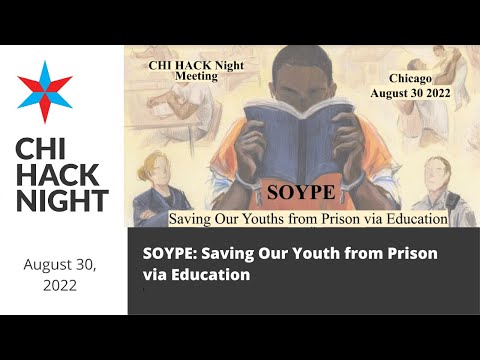 CHI
HACK
NIGHT
August 30,
2022
CHI HACK Night
Meeting
Chicago
August 30 2022
SOYPE
Saving Our Youths from Prison via Education
SOYPE: Saving Our Youth from Prison
via Education